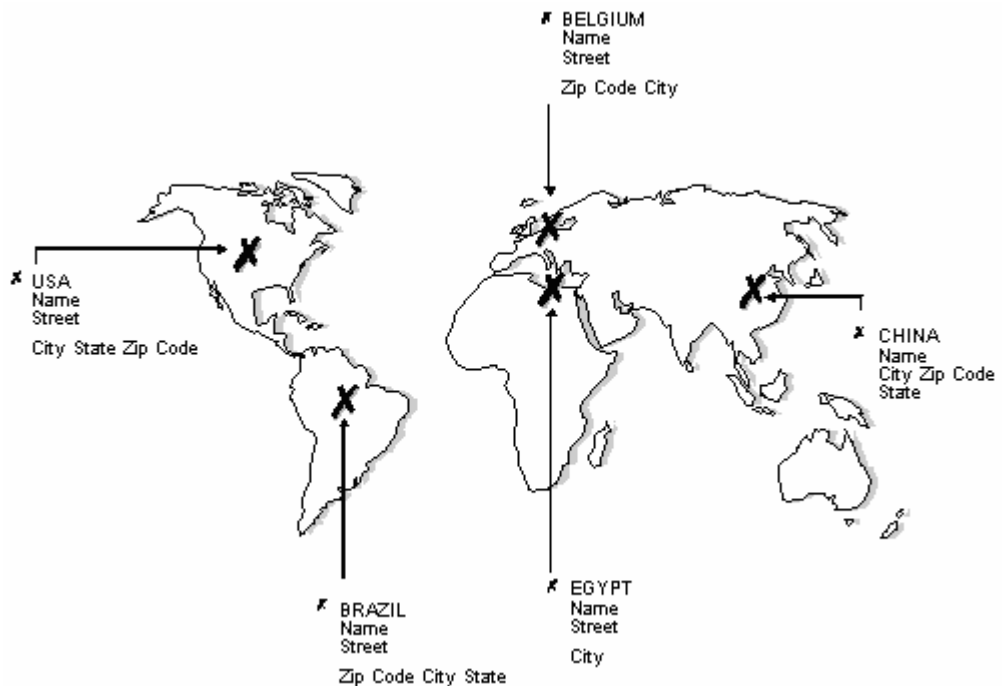 BELGIUM
Name
Street
Zip Code City
USA
Name
Street
City State Zip Code
CHINA
Name
City Zip Code
State
BRAZIL
Name
Street
Zip Code City State
EGYPT
Name
Street
City